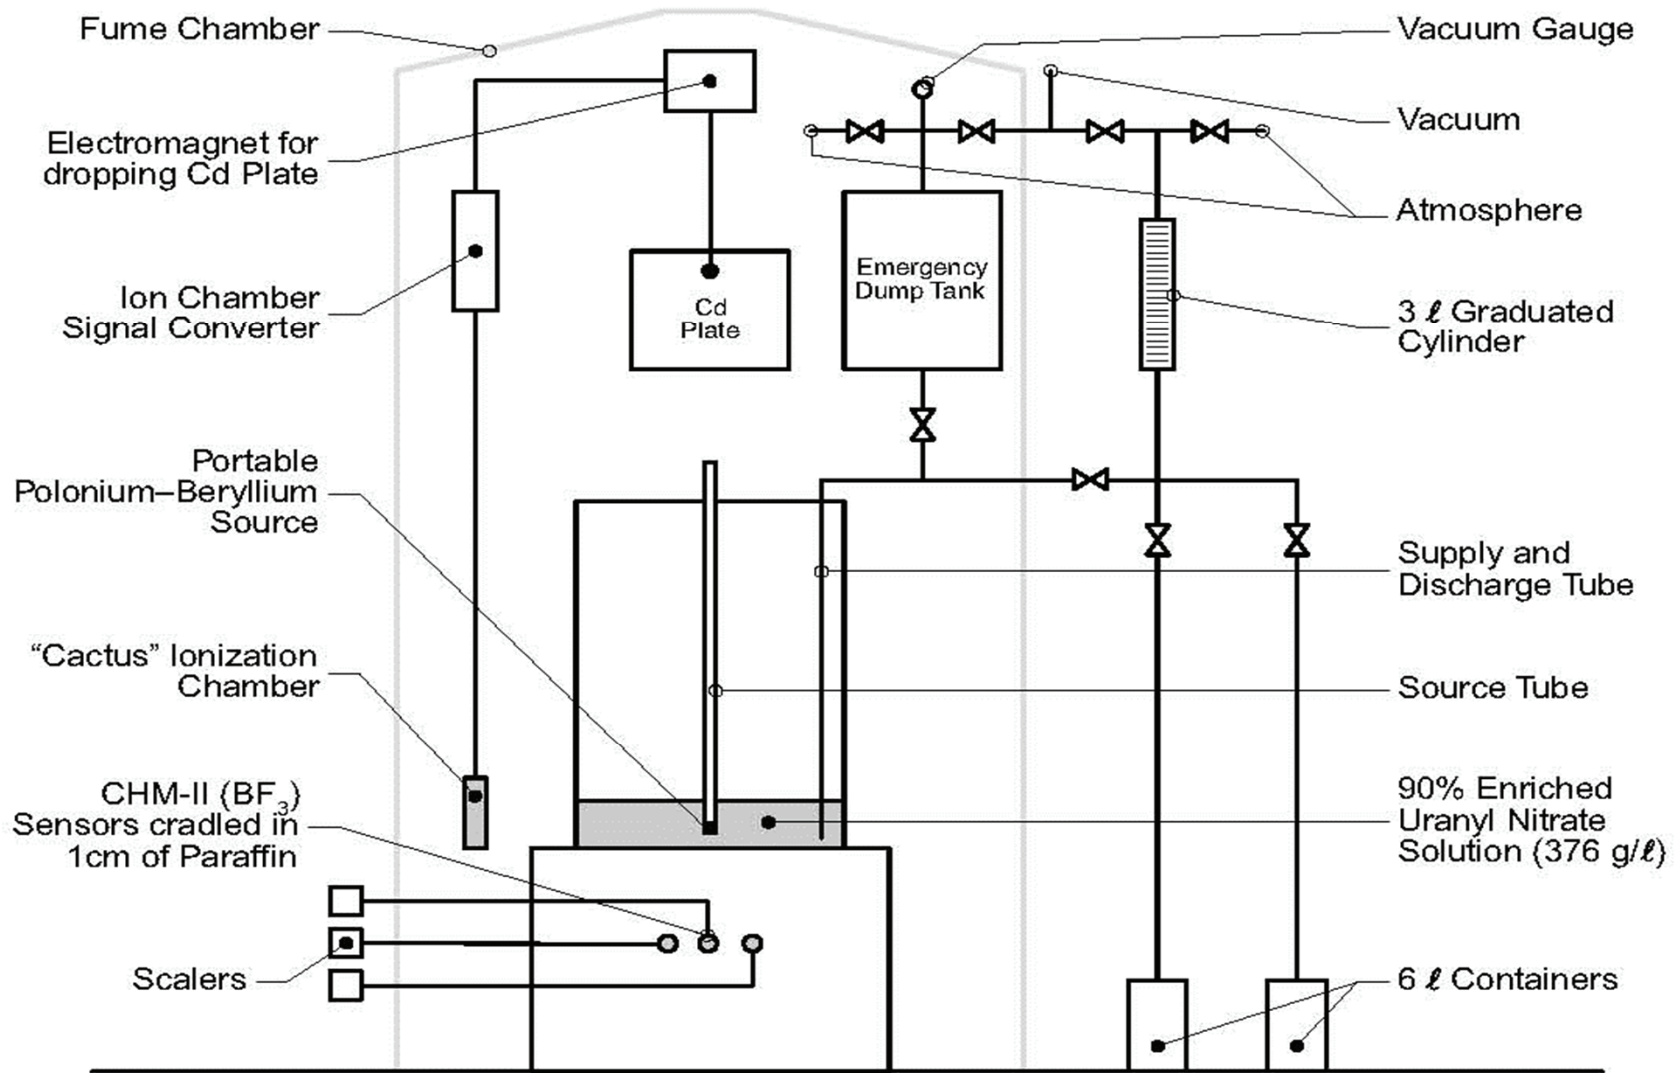 Fume Chamber
Electromagnet for
dropping Cd Plate
Ion Chamber
Signal Converter
Portable
Polonium–Beryllium
Source
“Cactus” Ionization
Chamber
CHM-II (BF₃)
Sensors cradled in
1cm of Paraffin
Scalers
Cd
Plate
Emergency
Dump Tank
Vacuum Gauge
Vacuum
Atmosphere
3 ℓ Graduated
Cylinder
Supply and
Discharge Tube
Source Tube
90% Enriched
Uranyl Nitrate
Solution (376 g/ℓ)
6 ℓ Containers